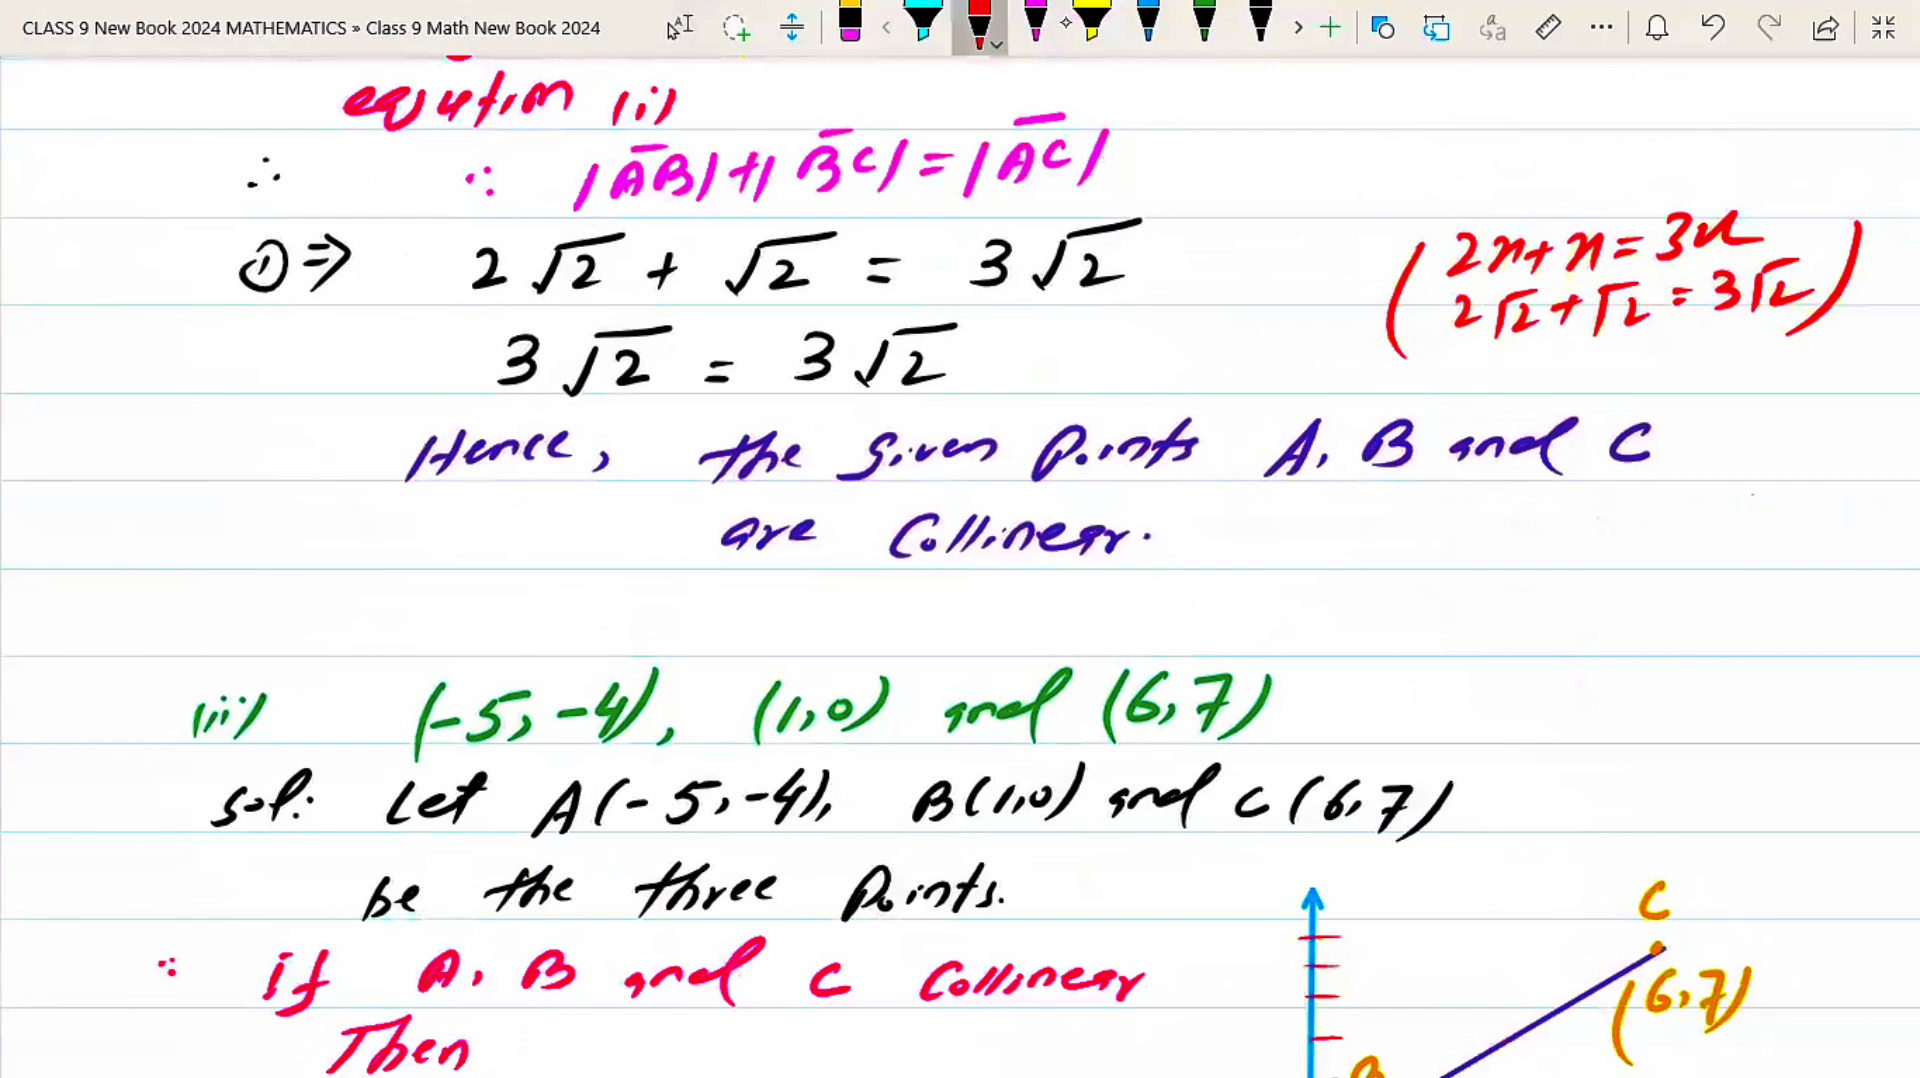 CLASS 9 New Book 2024 MATHEMATICS » Class 9 Math New Book 2024
equtim (i)
∴ ∵ |AB|+|BC|=|AC|
① ⇒ 2√2 + √2 = 3√2
(2x+x=3x
2√2+√2=3√2)
3√2 = 3√2
Hence, the given points A, B and C
are Collinear.
(ii) (-5,-4), (1,0) and (6,7)
Sol: Let A(-5,-4), B(1,0) and C(6,7)
be the three Points.
∵ if A, B and C Collinear
Then
C
(6,7)
B